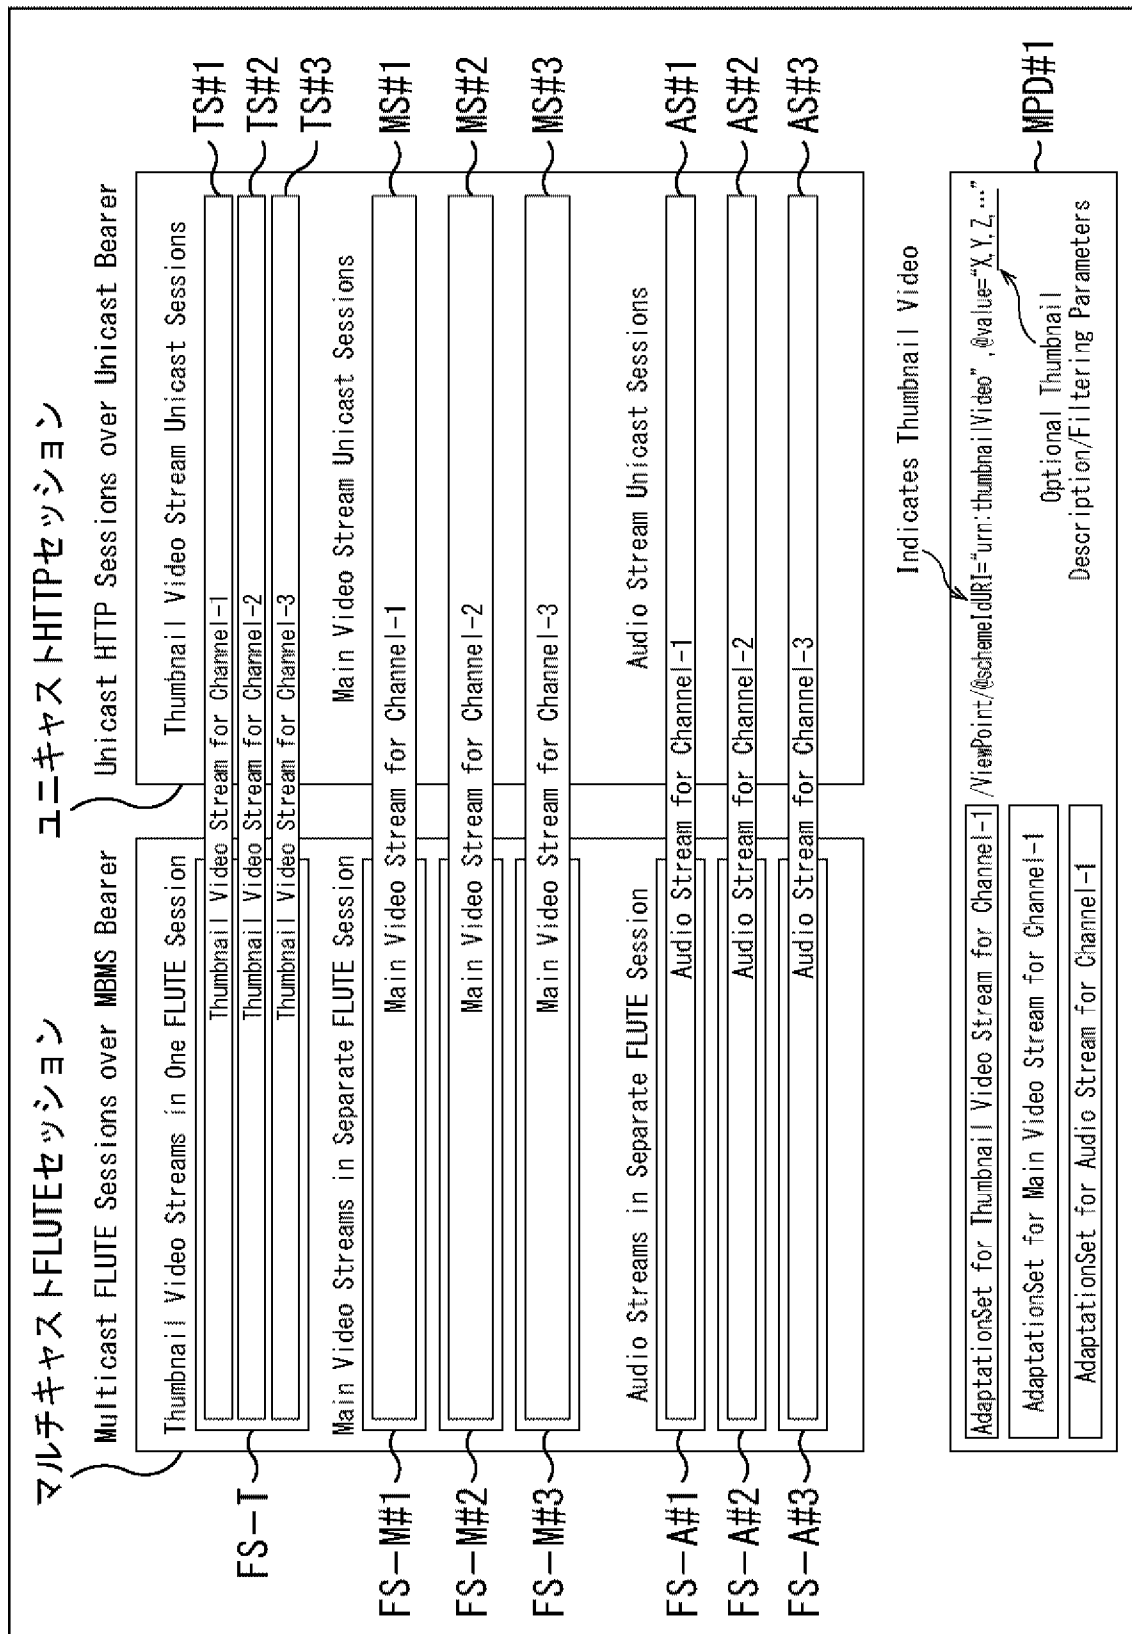 マルチキャストFLUTEセッション
Multicast FLUTE Sessions over MBMS Bearer
ユニキャストHTTPセッション
Unicast HTTP Sessions over Unicast Bearer
Thumbnail Video Streams in One FLUTE Session
Thumbnail Video Stream Unicast Sessions
FS-T
Thumbnail Video Stream for Channel-1
TS#1
Thumbnail Video Stream for Channel-2
TS#2
Thumbnail Video Stream for Channel-3
TS#3
Main Video Streams in Separate FLUTE Session
Main Video Stream Unicast Sessions
FS-M#1
Main Video Stream for Channel-1
MS#1
FS-M#2
Main Video Stream for Channel-2
MS#2
FS-M#3
Main Video Stream for Channel-3
MS#3
Audio Streams in Separate FLUTE Session
Audio Stream Unicast Sessions
FS-A#1
Audio Stream for Channel-1
AS#1
FS-A#2
Audio Stream for Channel-2
AS#2
FS-A#3
Audio Stream for Channel-3
AS#3
Indicates Thumbnail Video
AdaptationSet for Thumbnail Video Stream for Channel-1
/ViewPoint/@schemeIdURI="urn:thumbnailVideo",@value="X,Y,Z,..."
MPD#1
AdaptationSet for Main Video Stream for Channel-1
Optional Thumbnail
Description/Filtering Parameters
AdaptationSet for Audio Stream for Channel-1